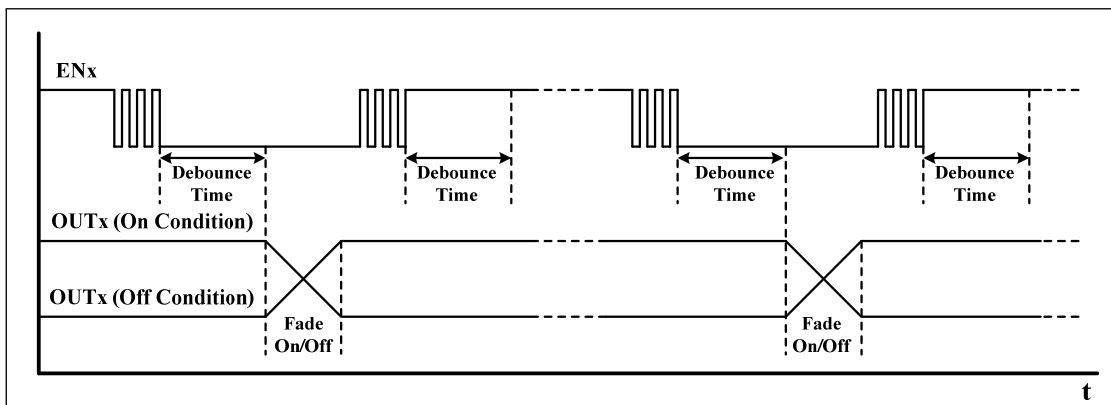 ENx
Debounce
Time
Debounce
Time
Debounce
Time
Debounce
Time
OUTx (On Condition)
OUTx (Off Condition)
Fade
On/Off
Fade
On/Off
t